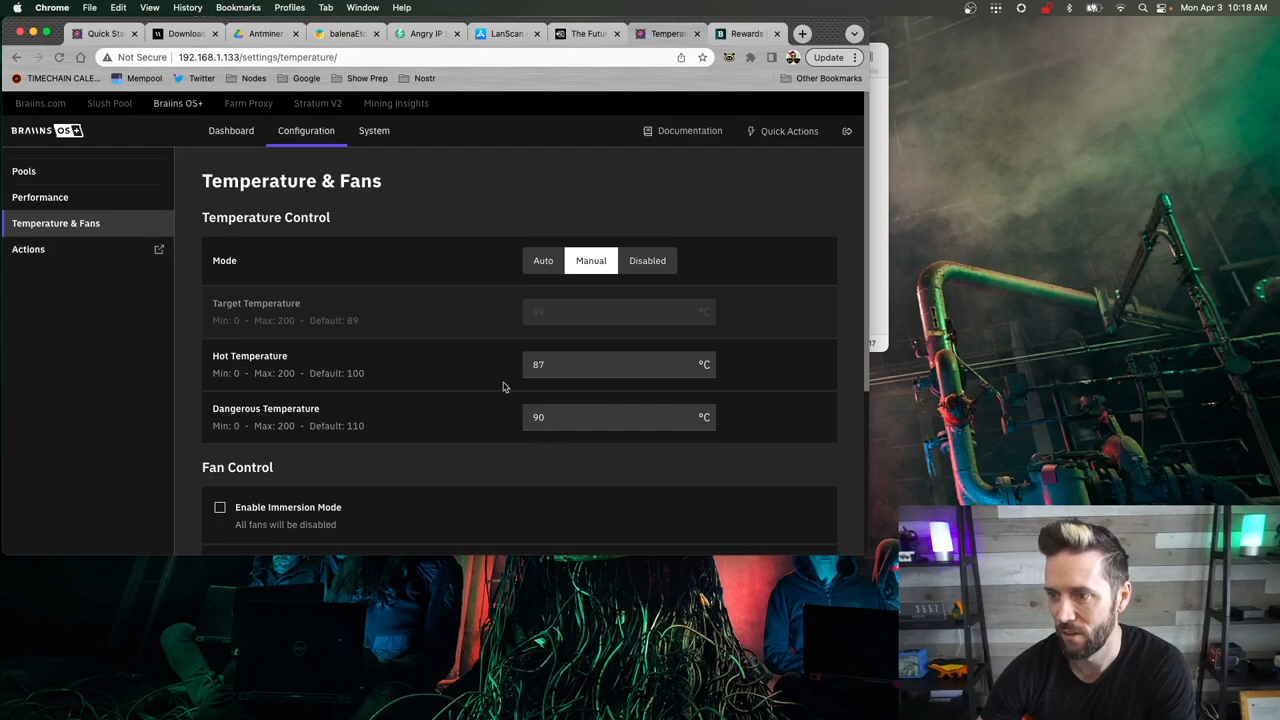 Chrome File Edit View History Bookmarks Profiles Tab Window Help Mon Apr 3 10:18 AM
Quick Sta Download Antminer balenaEtc Angry IP LanScan The Futur Temperat Rewards
Not Secure 192.168.1.133/settings/temperature/ Update
TIMECHAIN CALE... Mempool Twitter Nodes Google Show Prep Nostr Other Bookmarks
Braiins.com Slush Pool Braiins OS+ Farm Proxy Stratum V2 Mining Insights
BRAIINS OS+ Dashboard Configuration System Documentation Quick Actions
Pools
Performance
Temperature & Fans
Actions
Temperature & Fans
Temperature Control
Mode Auto Manual Disabled
Target Temperature
Min: 0 - Max: 200 - Default: 89
89 °C
Hot Temperature
Min: 0 - Max: 200 - Default: 100
87 °C
Dangerous Temperature
Min: 0 - Max: 200 - Default: 110
90 °C
Fan Control
Enable Immersion Mode
All fans will be disabled
17